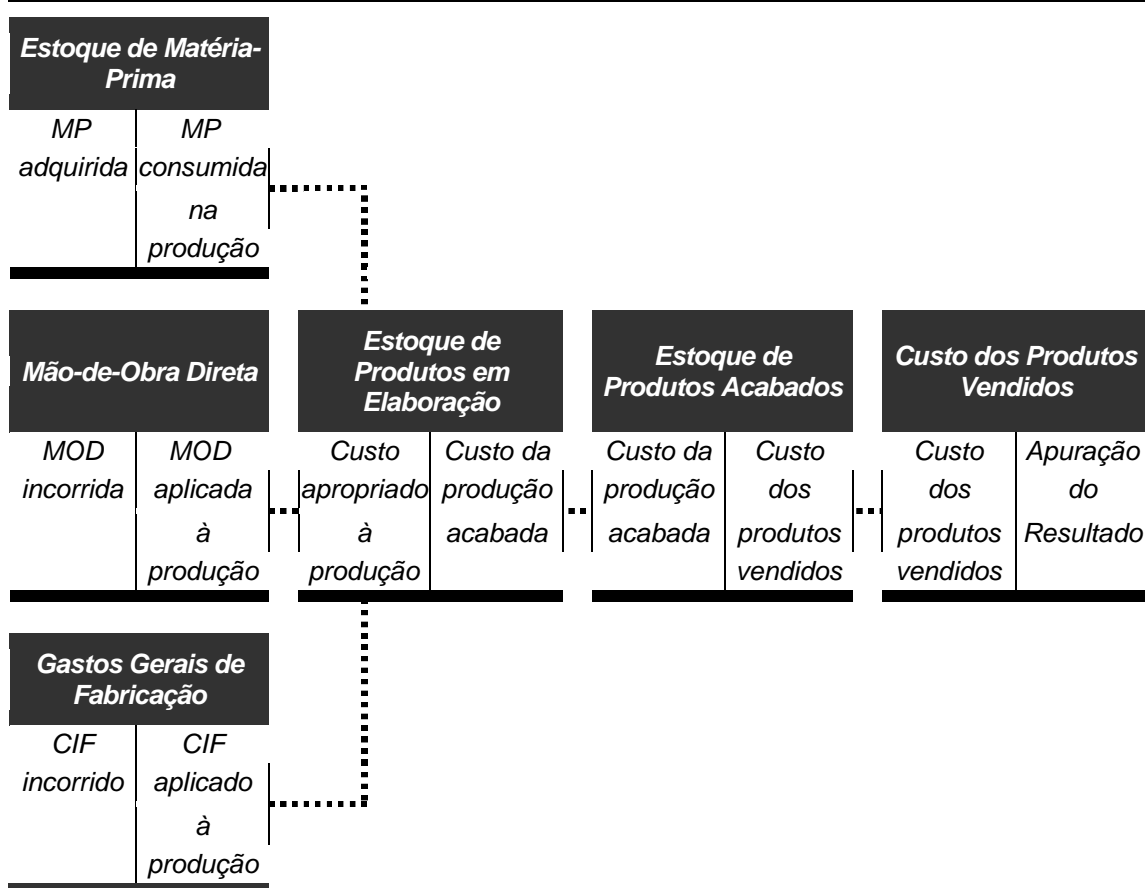 Estoque de Matéria-
Prima
MP
adquirida
MP
consumida
na
produção
Mão-de-Obra Direta
MOD
incorrida
MOD
aplicada
à
produção
Estoque de
Produtos em
Elaboração
Custo
apropriado
à
produção
Custo da
produção
acabada
Estoque de
Produtos Acabados
Custo da
produção
acabada
Custo
dos
produtos
vendidos
Custo dos Produtos
Vendidos
Custo
dos
produtos
vendidos
Apuração
do
Resultado
Gastos Gerais de
Fabricação
CIF
incorrido
CIF
aplicado
à
produção